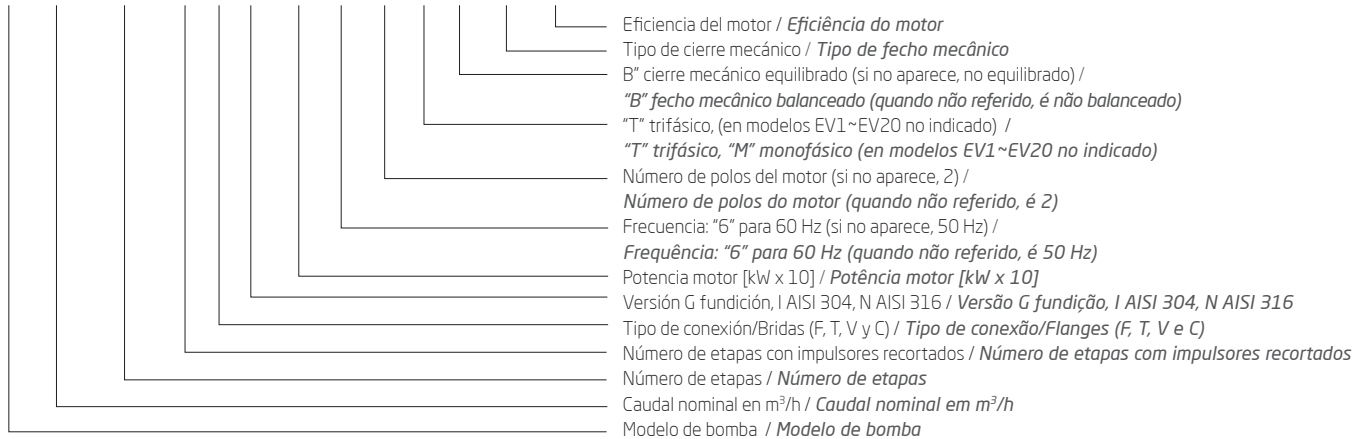 Eficiencia del motor / Eficiência do motor
Tipo de cierre mecánico / Tipo de fecho mecânico
B” cierre mecánico equilibrado (si no aparece, no equilibrado) /
“B” fecho mecânico balanceado (quando não referido, é não balanceado)
“T” trifásico, (en modelos EV1~EV20 no indicado) /
“T” trifásico, “M” monofásico (en modelos EV1~EV20 no indicado)
Número de polos del motor (si no aparece, 2) /
Número de polos do motor (quando não referido, é 2)
Frecuencia: “6” para 60 Hz (si no aparece, 50 Hz) /
Frequência: “6” para 60 Hz (quando não referido, é 50 Hz)
Potencia motor [kW x 10] / Potência motor [kW x 10]
Versión G fundición, I AISI 304, N AISI 316 / Versão G fundição, I AISI 304, N AISI 316
Tipo de conexión/Bridas (F, T, V y C) / Tipo de conexão/Flanges (F, T, V e C)
Número de etapas con impulsores recortados / Número de etapas com impulsores recortados
Número de etapas / Número de etapas
Caudal nominal en m³/h / Caudal nominal em m³/h
Modelo de bomba / Modelo de bomba